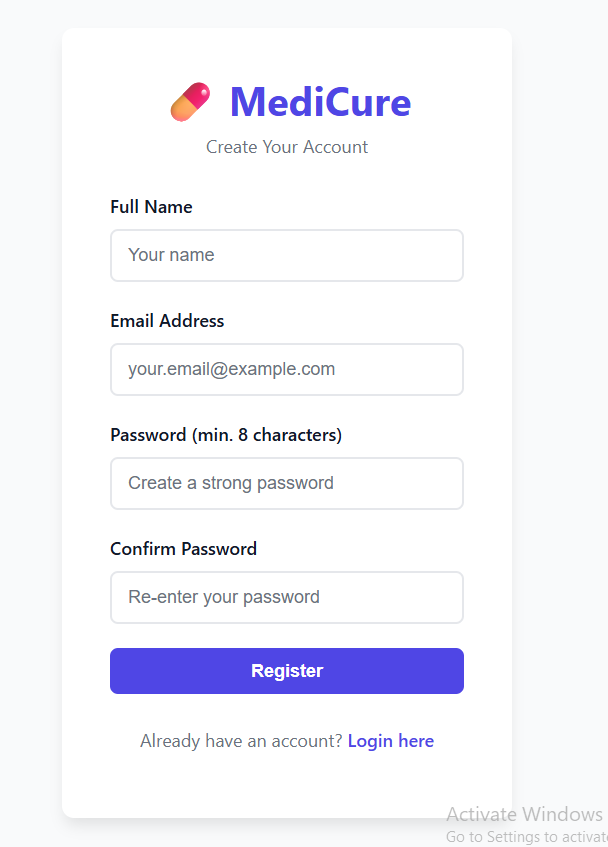 MediCure
Create Your Account
Full Name
Your name
Email Address
your.email@example.com
Password (min. 8 characters)
Create a strong password
Confirm Password
Re-enter your password
Register
Already have an account? Login here
Activate Windows
Go to Settings to activate